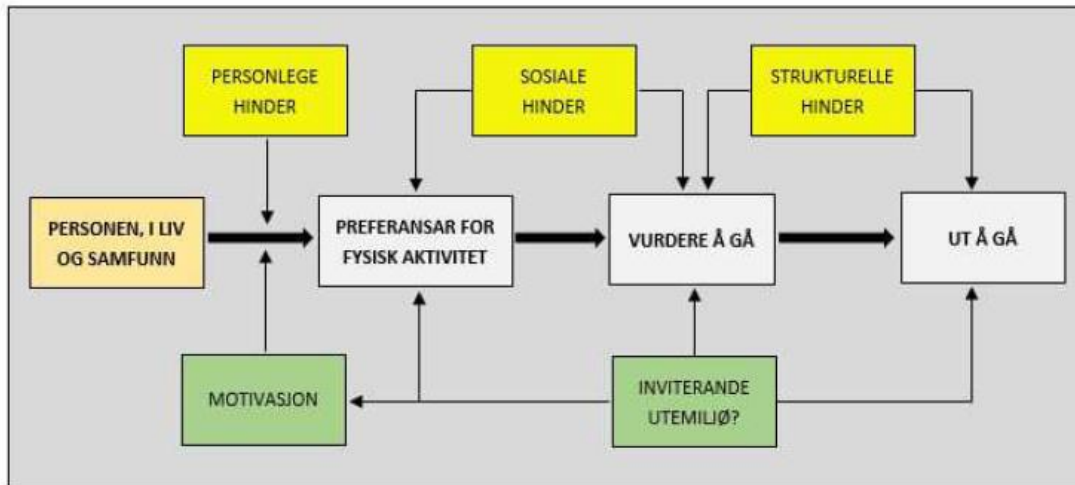 PERSONLEGE
HINDER
SOSIALE
HINDER
STRUKTURELLE
HINDER
PERSONEN, I LIV
OG SAMFUNN
PREFERANSAR FOR
FYSISK AKTIVITET
VURDERE Å GÅ
UT Å GÅ
MOTIVASJON
INVITERANDE
UTEMILJØ?